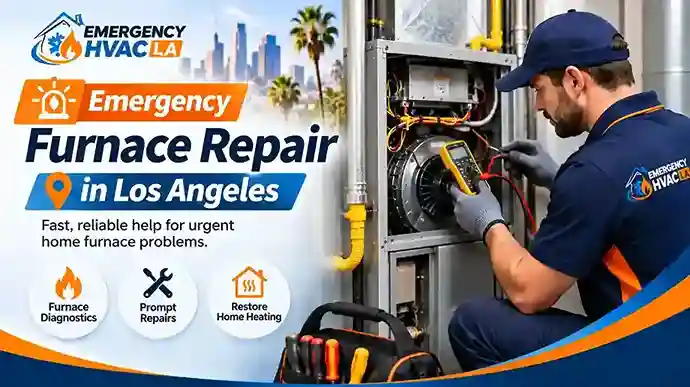 EMERGENCY
HVAC LA
Emergency
Furnace Repair
in Los Angeles
Fast, reliable help for urgent
home furnace problems.
Furnace
Diagnostics
Prompt
Repairs
Restore
Home Heating
EMERGENCY
HVAC LA